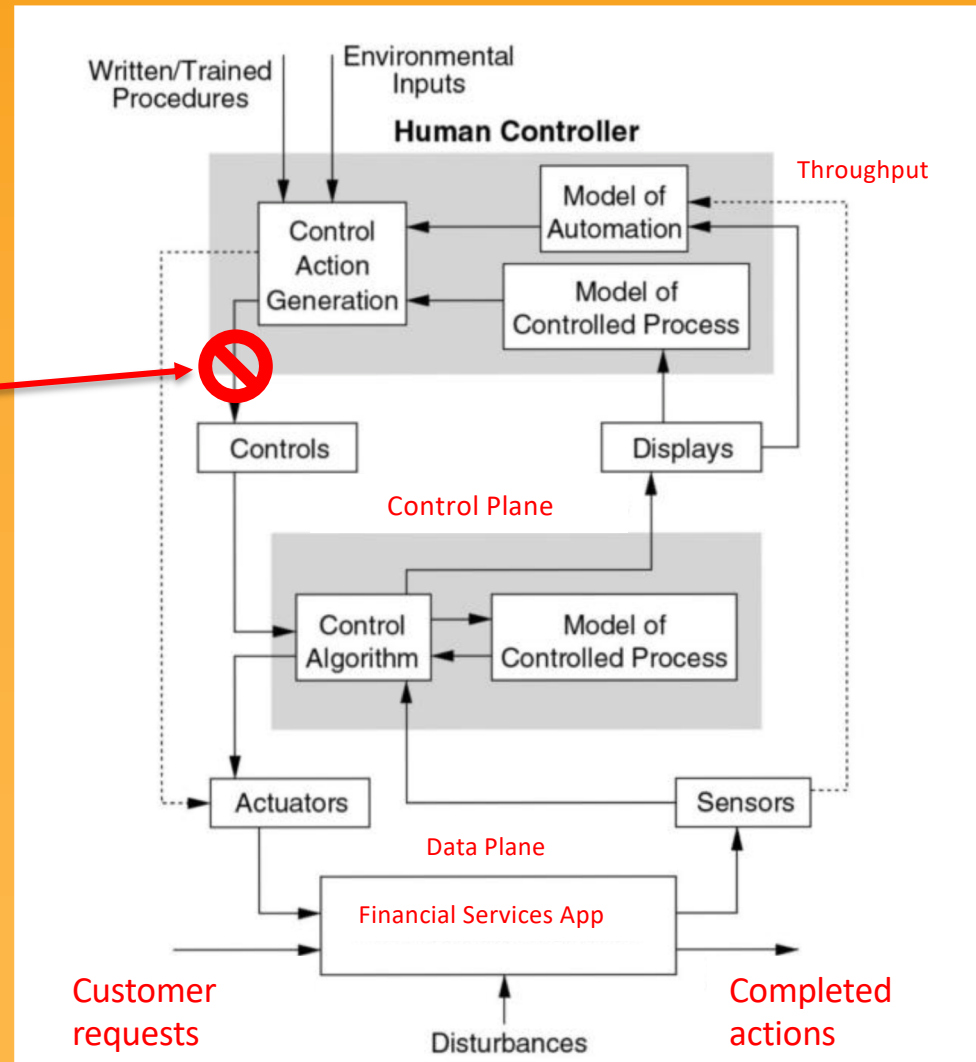 Written/Trained
Procedures
Environmental
Inputs
Human Controller
Throughput
Control
Action
Generation
Model of
Automation
Model of
Controlled Process
Controls
Displays
Control Plane
Control
Algorithm
Model of
Controlled Process
Actuators
Sensors
Data Plane
Financial Services App
Customer
requests
Completed
actions
Disturbances